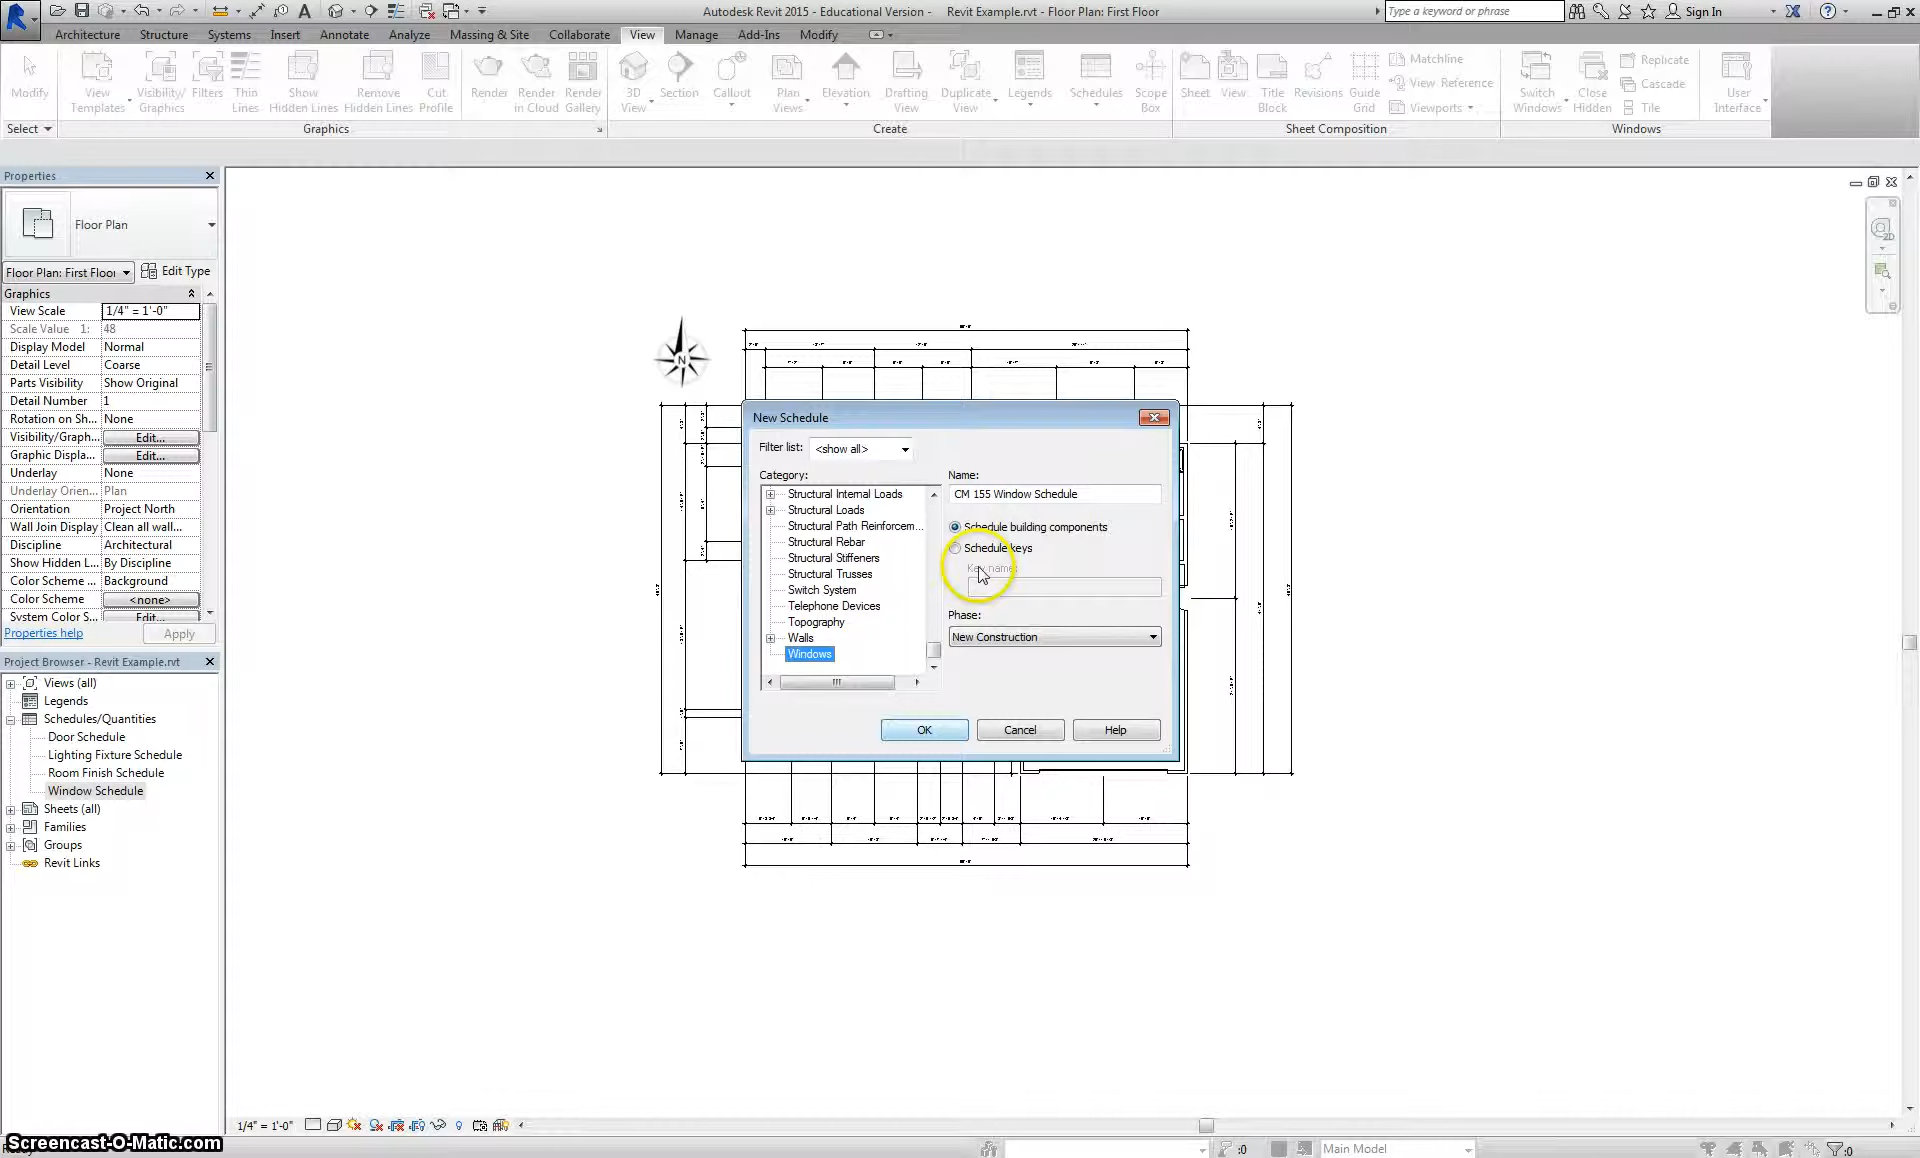 Autodesk Revit 2015 - Educational Version - Revit Example.rvt - Floor Plan: First Floor
Type a keyword or phrase
Sign In
Architecture Structure Systems Insert Annotate Analyze Massing & Site Collaborate View Manage Add-Ins Modify
Modify
View Templates
Visibility/ Graphics
Filters
Thin Lines
Show Hidden Lines
Remove Hidden Lines
Cut Profile
Render
Render in Cloud
Render Gallery
3D View
Section
Callout
Plan Views
Elevation
Drafting View
Duplicate View
Legends
Schedules
Scope Box
Sheet
View
Title Block
Revisions
Guide Grid
Matchline
View Reference
Viewports
Switch Windows
Close Hidden
Replicate
Cascade
Tile
User Interface
Select
Graphics
Create
Sheet Composition
Windows
Properties
Floor Plan
Floor Plan: First Floor
Edit Type
Graphics
View Scale 1/4" = 1'-0"
Scale Value 1: 48
Display Model Normal
Detail Level Coarse
Parts Visibility Show Original
Detail Number 1
Rotation on Sh... None
Visibility/Graph... Edit...
Graphic Displa... Edit...
Underlay None
Underlay Orien... Plan
Orientation Project North
Wall Join Display Clean all wall...
Discipline Architectural
Show Hidden L... By Discipline
Color Scheme ... Background
Color Scheme <none>
System Color S... Edit...
Properties help
Apply
Project Browser - Revit Example.rvt
Views (all)
Legends
Schedules/Quantities
Door Schedule
Lighting Fixture Schedule
Room Finish Schedule
Window Schedule
Sheets (all)
Families
Groups
Revit Links
N
New Schedule
Filter list: <show all>
Category:
Structural Internal Loads
Structural Loads
Structural Path Reinforcem...
Structural Rebar
Structural Stiffeners
Structural Trusses
Switch System
Telephone Devices
Topography
Walls
Windows
Name:
CM 155 Window Schedule
Schedule building components
Schedule keys
Key name:
Phase:
New Construction
OK
Cancel
Help
1/4" = 1'-0"
Screencast-O-Matic.com
:0
Main Model
:0